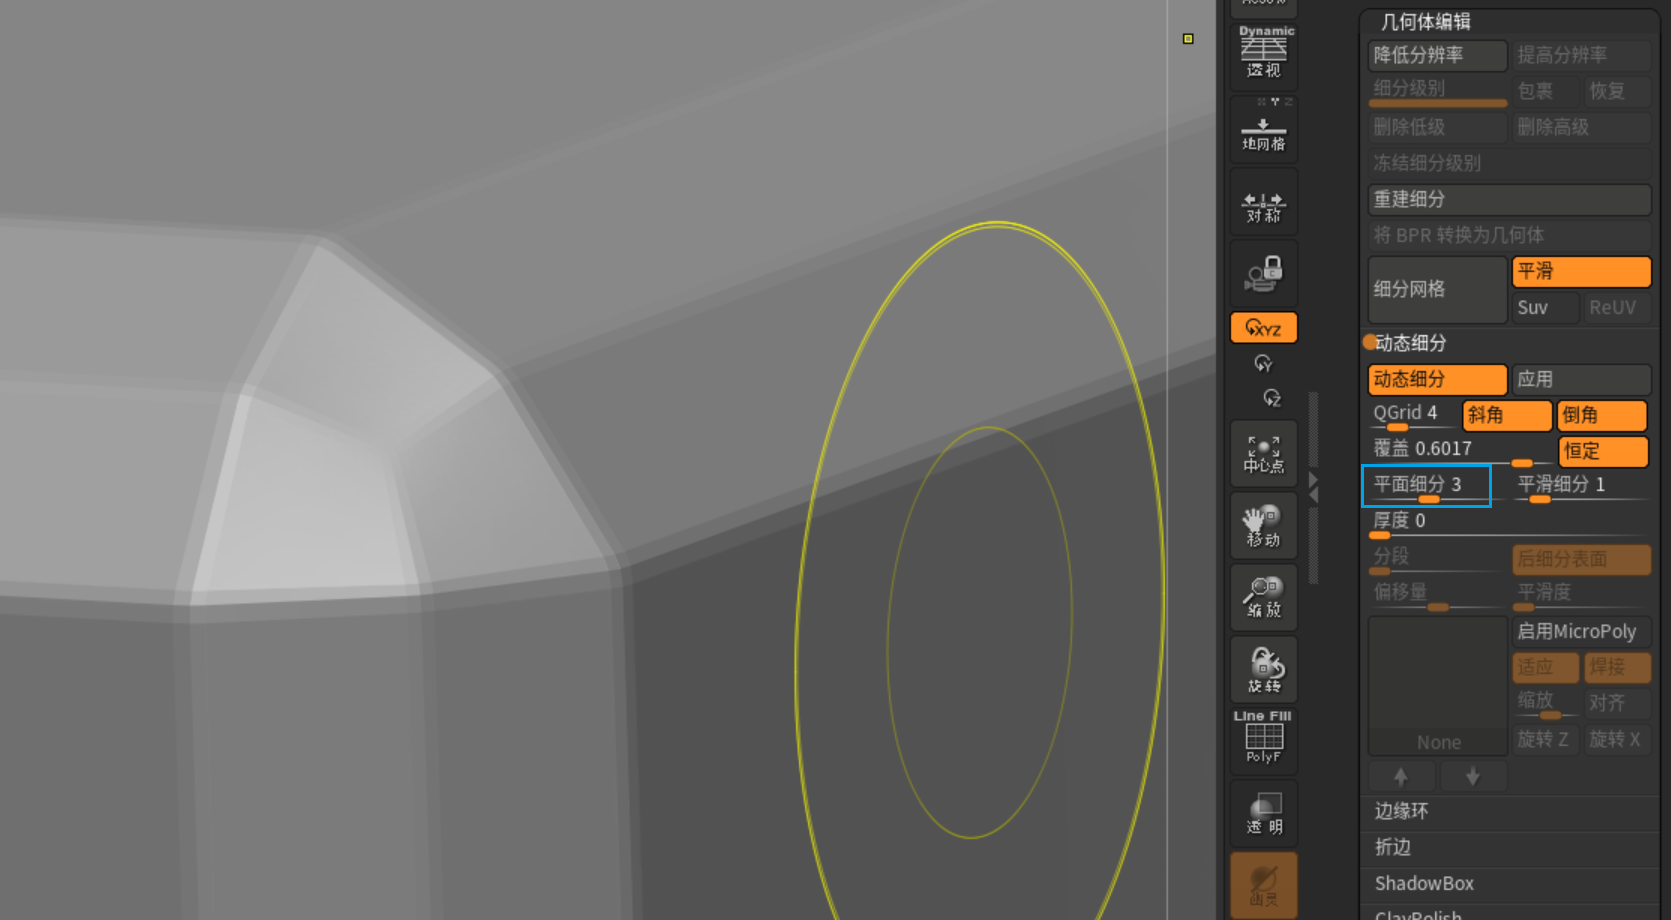 Dynamic
透视
X Y Z
地网格
对称
XYZ
Y
Z
中心点
移动
缩放
旋转
Line Fill
PolyF
透 明
几何体编辑
降低分辨率 提高分辨率
细分级别 包裹 恢复
删除低级 删除高级
冻结细分级别
重建细分
将 BPR 转换为几何体
细分网格 平滑
Suv ReUV
动态细分
动态细分 应用
QGrid 4 斜角 倒角
覆盖 0.6017 恒定
平面细分 3 平滑细分 1
厚度 0
分段 后细分表面
偏移量 平滑度
启用MicroPoly
适应 焊接
缩放 对齐
None 旋转 Z 旋转 X
边缘环
折边
ShadowBox
ClayPolish